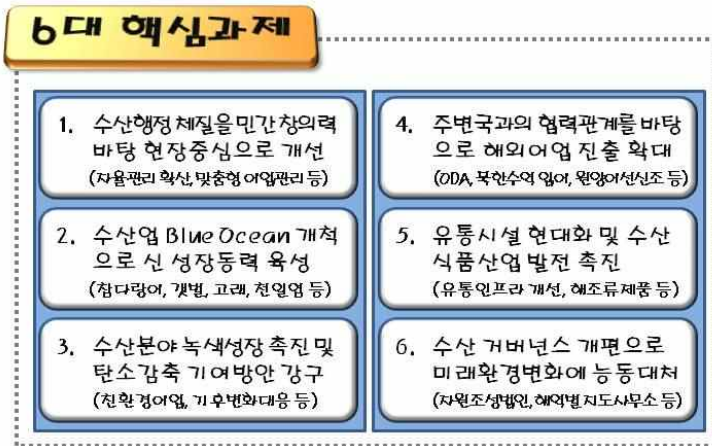 6대 핵심과제
1. 수산행정 체질을 민간 창의력
바탕 현장중심으로 개선
(자율관리 확산, 맞춤형 어업관리 등)
2. 수산업 Blue Ocean 개척
으로 신 성장동력 육성
(참다랑어, 갯벌, 고래, 천일염 등)
3. 수산분야 녹색성장 촉진 및
탄소감축 기여방안 강구
(친환경어업, 기후변화대응 등)
4. 주변국과의 협력관계를 바탕
으로 해외어업 진출 확대
(ODA, 북한수역 입어, 원양어선신조 등)
5. 유통시설 현대화 및 수산
식품산업 발전 촉진
(유통인프라 개선, 해조류제품 등)
6. 수산 거버넌스 개편으로
미래환경변화에 능동대처
(자원조성법인, 해역별지도사무소 등)